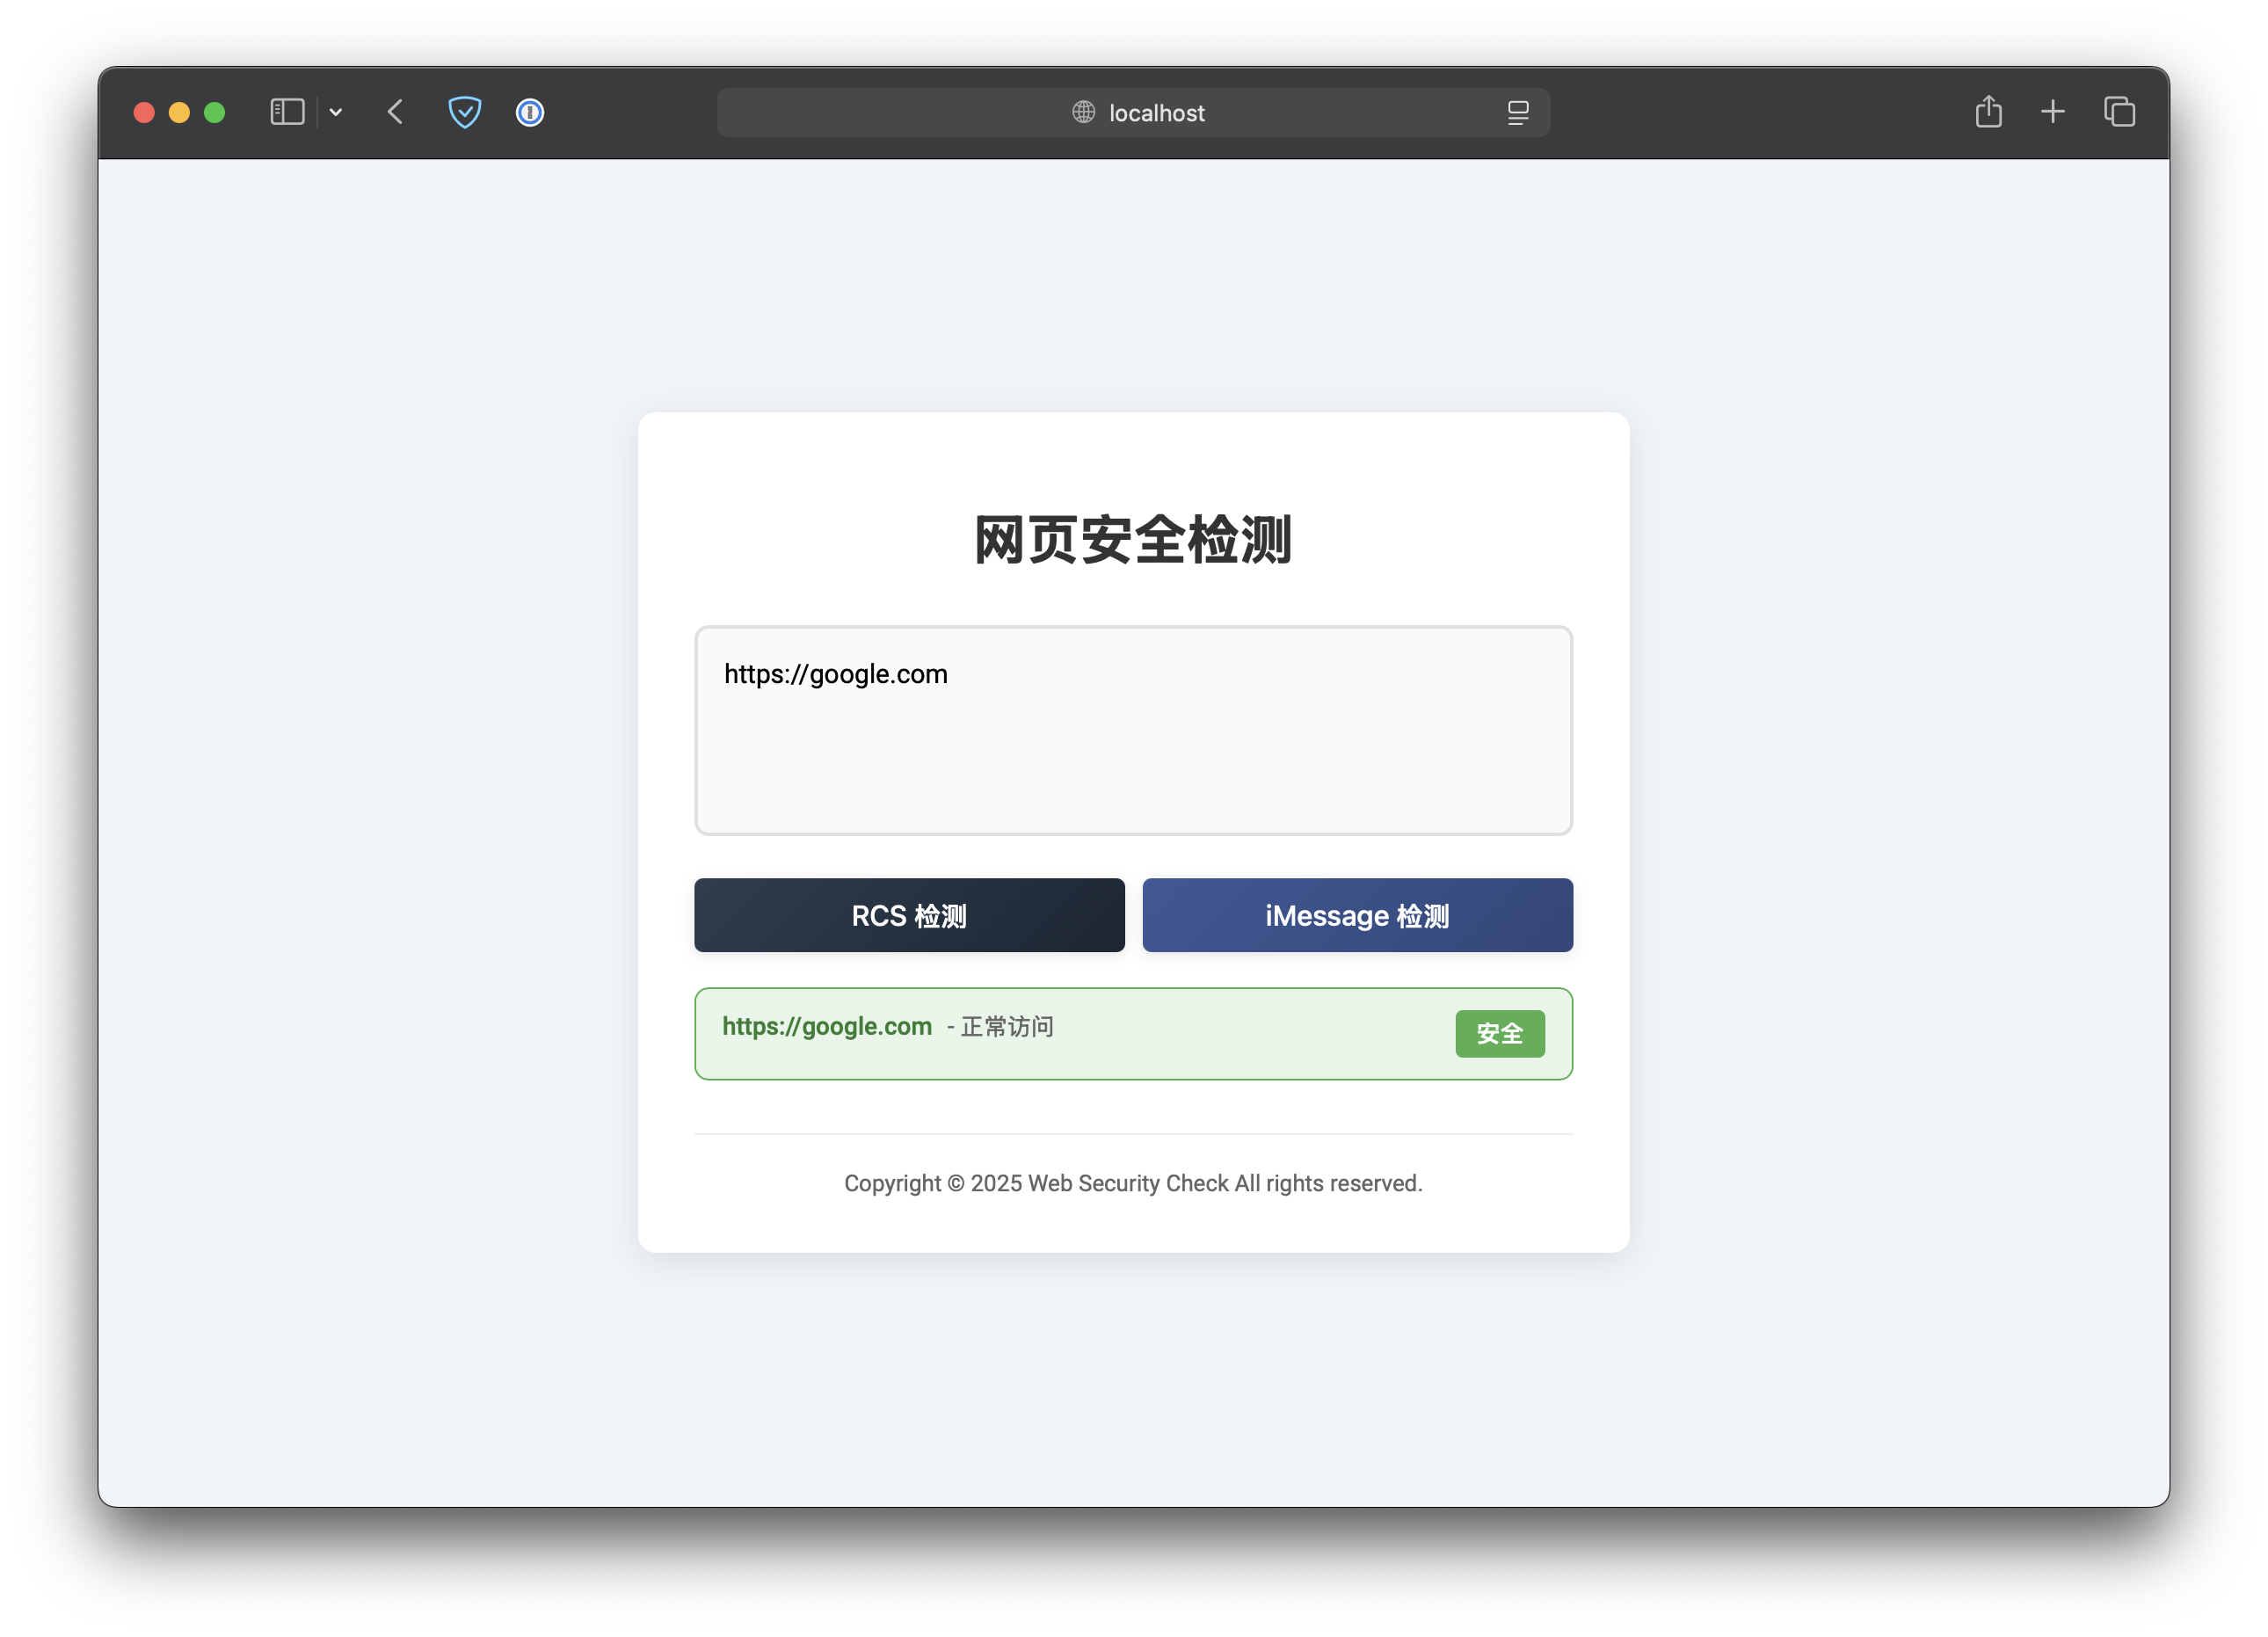 localhost
网页安全检测
https://google.com
RCS 检测
iMessage 检测
https://google.com - 正常访问
安全
Copyright © 2025 Web Security Check All rights reserved.